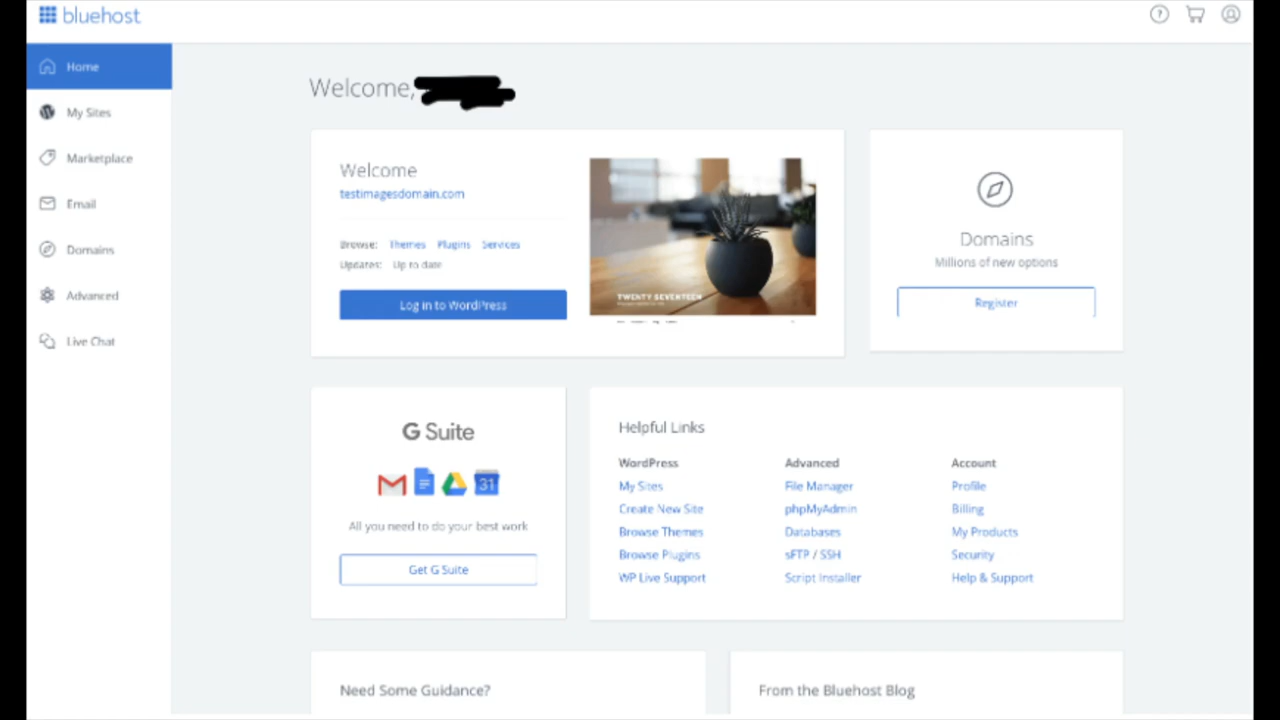 bluehost
Home
My Sites
Marketplace
Email
Domains
Advanced
Live Chat
Welcome,
Welcome
testimagesdomain.com
Browse: Themes Plugins Services
Updates: Up to date
Log in to WordPress
TWENTY SEVENTEEN
Domains
Millions of new options
Register
G Suite
31
All you need to do your best work
Get G Suite
Helpful Links
WordPress
My Sites
Create New Site
Browse Themes
Browse Plugins
WP Live Support
Advanced
File Manager
phpMyAdmin
Databases
sFTP / SSH
Script Installer
Account
Profile
Billing
My Products
Security
Help & Support
Need Some Guidance?
From the Bluehost Blog